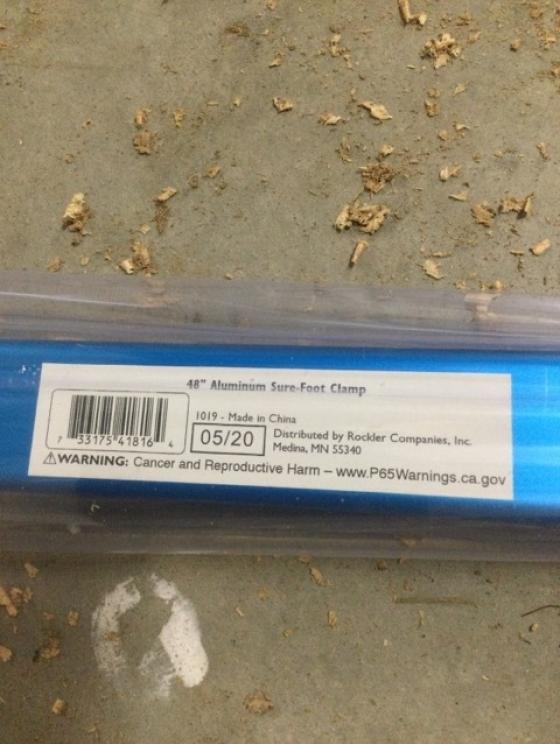 48" Aluminum Sure-Foot Clamp
7 33175 41816 4
1019 - Made in China
05/20
Distributed by Rockler Companies, Inc.
Medina, MN 55340
⚠WARNING: Cancer and Reproductive Harm – www.P65Warnings.ca.gov